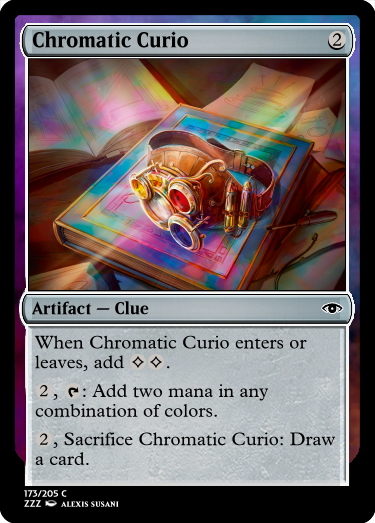 Chromatic Curio 2
Artifact — Clue
When Chromatic Curio enters or
leaves, add.
2, : Add two mana in any
combination of colors.
2, Sacrifice Chromatic Curio: Draw
a card.
173/205 C
ZZZ ALEXIS SUSANI